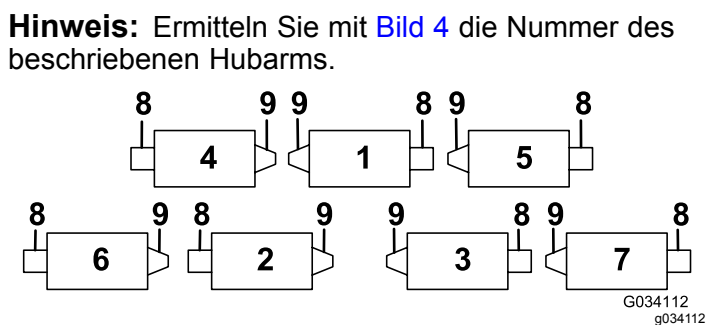 Hinweis: Ermitteln Sie mit Bild 4 die Nummer des
beschriebenen Hubarms.
8 9 9 8 9 8
4 1 5
8 9 8 9 9 8 9 8
6 2 3 7
G034112
g034112